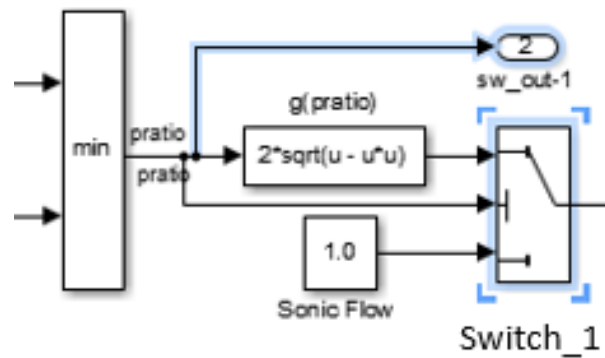 2
sw_out-1
g(pratio)
min
pratio
pratio
2*sqrt(u - u*u)
1.0
Sonic Flow
Switch_1